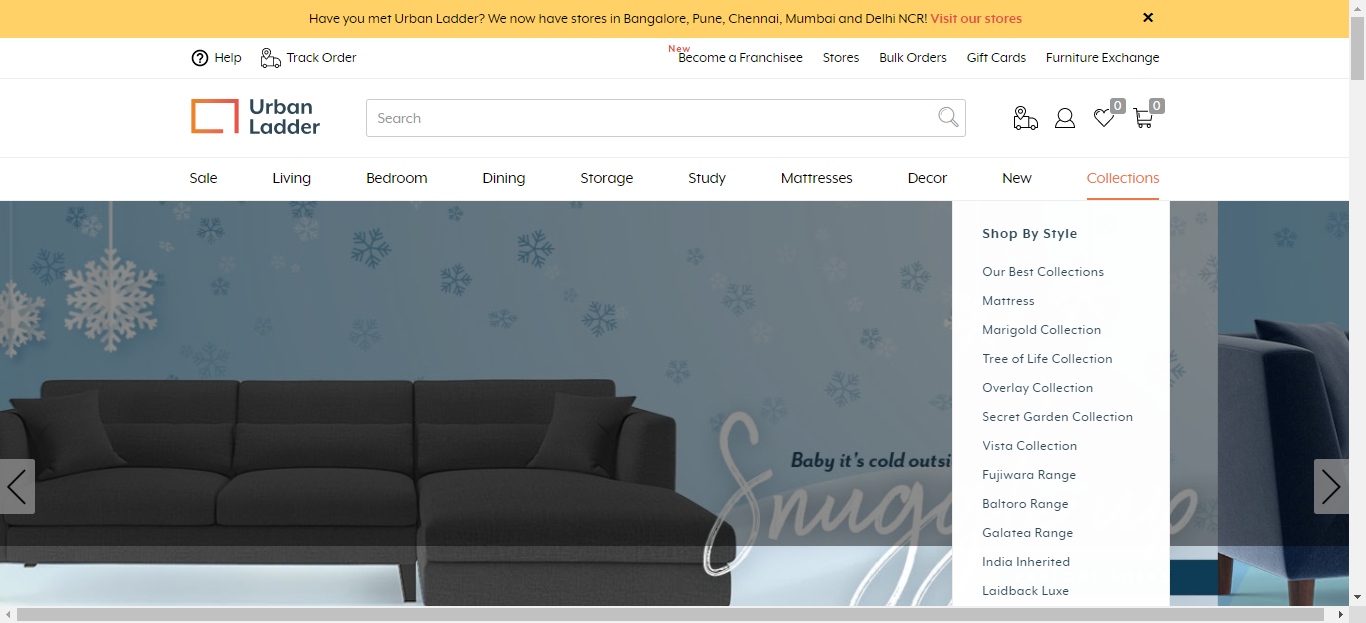 Have you met Urban Ladder? We now have stores in Bangalore, Pune, Chennai, Mumbai and Delhi NCR! Visit our stores
Help
Track Order
New
Become a Franchisee
Stores
Bulk Orders
Gift Cards
Furniture Exchange
Urban
Ladder
Search
0
0
Sale
Living
Bedroom
Dining
Storage
Study
Mattresses
Decor
New
Collections
Shop By Style
Our Best Collections
Mattress
Marigold Collection
Tree of Life Collection
Overlay Collection
Secret Garden Collection
Vista Collection
Fujiwara Range
Baltoro Range
Galatea Range
India Inherited
Laidback Luxe
Baby it's cold outsi